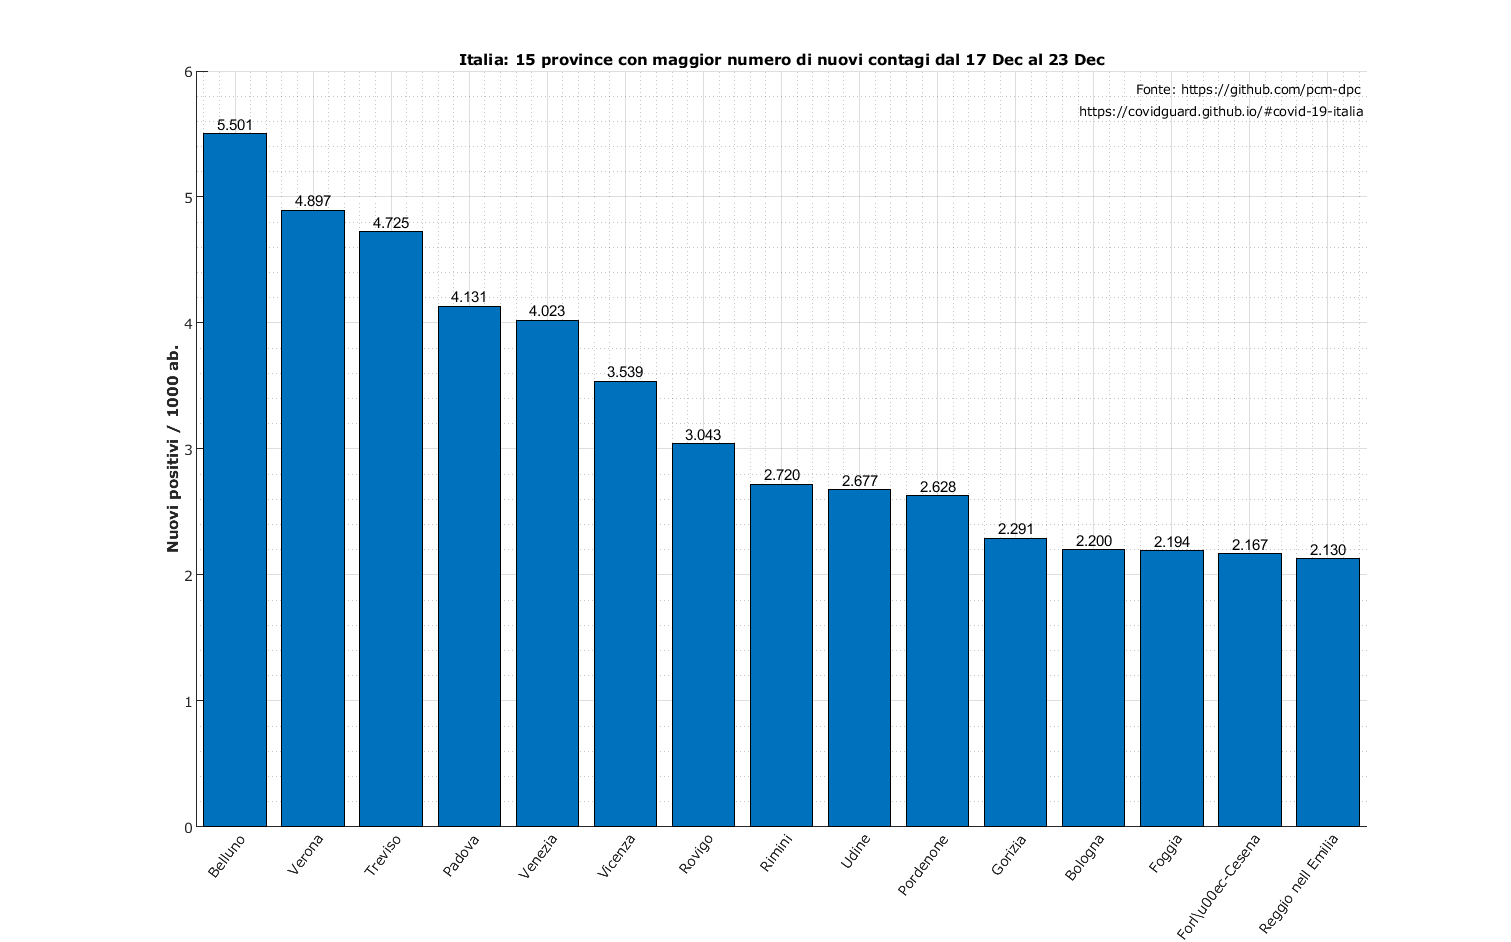 Italia: 15 province con maggior numero di nuovi contagi dal 17 Dec al 23 Dec
Fonte: https://github.com/pcm-dpc
https://covidguard.github.io/#covid-19-italia
Nuovi positivi / 1000 ab.
6
5
4
3
2
1
0
5.501
4.897
4.725
4.131
4.023
3.539
3.043
2.720
2.677
2.628
2.291
2.200
2.194
2.167
2.130
Belluno
Verona
Treviso
Padova
Venezia
Vicenza
Rovigo
Rimini
Udine
Pordenone
Gorizia
Bologna
Foggia
Forl\u00ec-Cesena
Reggio nell Emilia